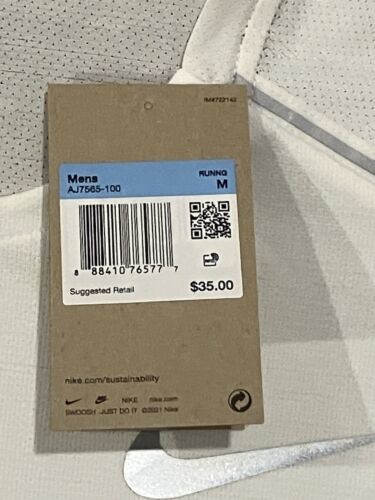 IM#722142
Mens RUNNG
AJ7565-100 M
8 88410 76577 7
Suggested Retail $35.00
nike.com/sustainability
NIKE nike.com
SWOOSH JUST DO IT ©2021 Nike